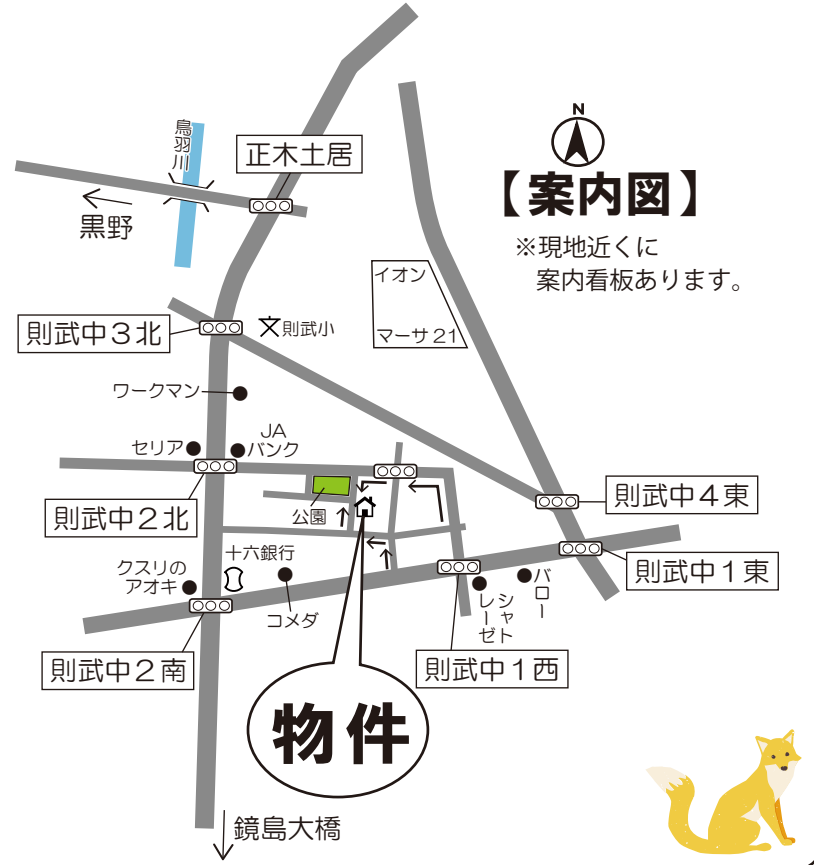 N
【案内図】
※現地近くに
案内看板あります。
鳥羽川
正木土居
黒野
イオン
マーサ21
則武中3北
則武小
ワークマン
セリア
JA
バンク
則武中2北
公園
則武中4東
則武中1東
十六銀行
クスリの
アオキ
コメダ
バロー
シャト
レーゼ
則武中2南
則武中1西
物件
鏡島大橋